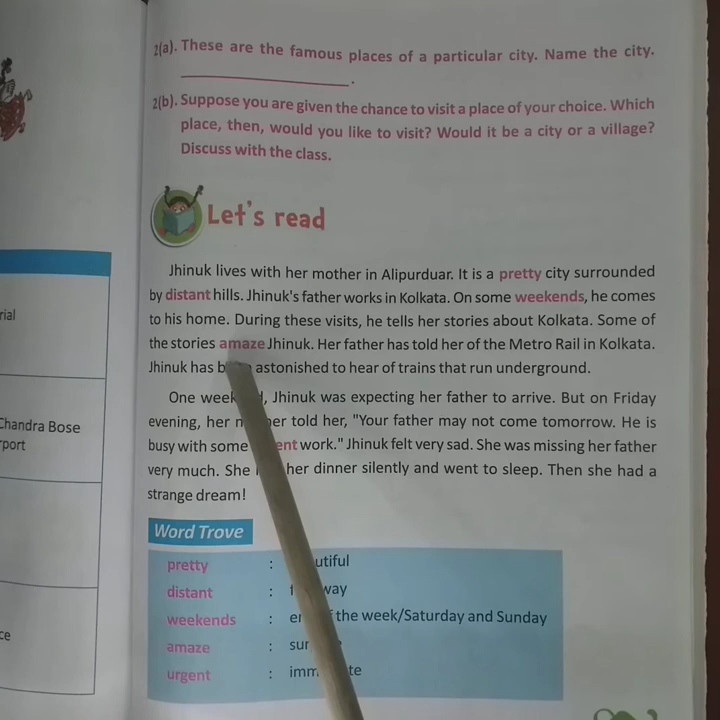 2(a). These are the famous places of a particular city. Name the city.
.
2(b). Suppose you are given the chance to visit a place of your choice. Which
place, then, would you like to visit? Would it be a city or a village?
Discuss with the class.
Let's read
Jhinuk lives with her mother in Alipurduar. It is a pretty city surrounded
by distant hills. Jhinuk's father works in Kolkata. On some weekends, he comes
to his home. During these visits, he tells her stories about Kolkata. Some of
the stories amaze Jhinuk. Her father has told her of the Metro Rail in Kolkata.
Jhinuk has astonished to hear of trains that run underground.
One Jhinuk was expecting her father to arrive. But on Friday
evening, her told her, "Your father may not come tomorrow. He is
busy with some work." Jhinuk felt very sad. She was missing her father
very much. She her dinner silently and went to sleep. Then she had a
strange dream!
Word Trove
pretty :
distant :
weekends : the week/Saturday and Sunday
amaze :
urgent :
rial
Chandra Bose
rport
ce